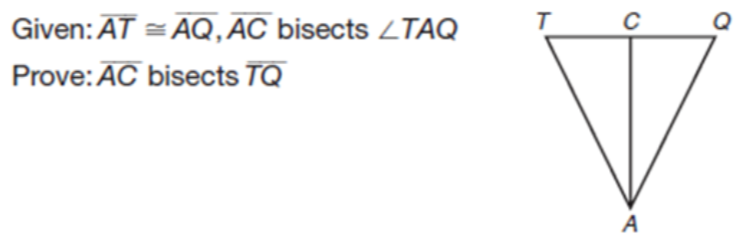 Given: AT ≅ AQ, AC bisects ∠TAQ
Prove: AC bisects TQ
T C Q
A